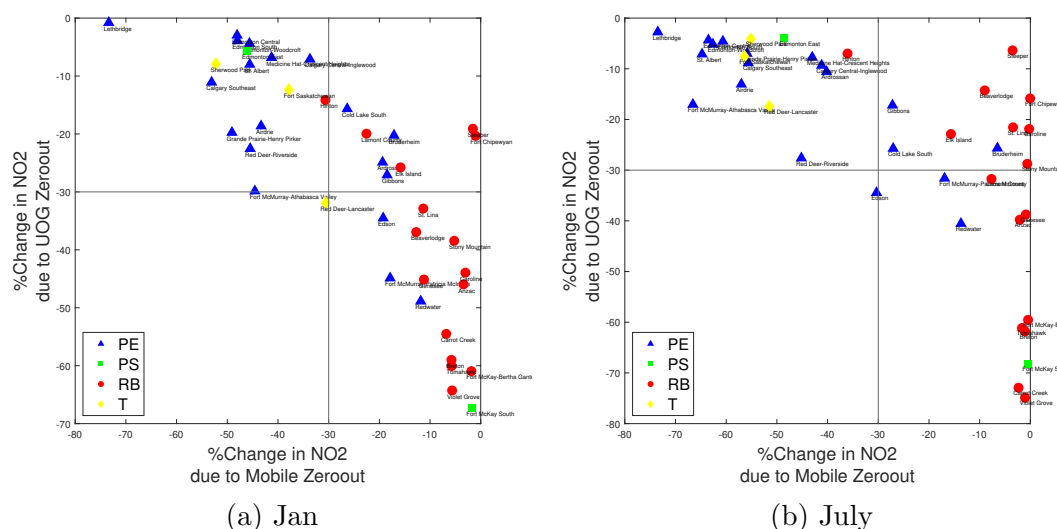 0
-10
-20
-30
-40
-50
-60
-70
%Change in NO2
due to UOG Zeroout
Lethbridge
Edmonton South
Edmonton-Woodcroft
Edmonton East
St. Albert
Sherwood Park
Medicine Hat-Crescent Heights
Calgary Central-Inglewood
Calgary Southeast
Fort Saskatchewan
Hinton
Cold Lake South
Airdrie
Grande Prairie-Henry Pirker
Lamont County
Bruderheim
Steeper
Fort Chipewyan
Red Deer-Riverside
Ardrossan
Elk Island
Gibbons
Fort McMurray-Athabasca Valley
Red Deer-Lancaster
St. Lina
Edson
Beaverlodge
Stony Mountain
Caroline
Fort McMurray-Patricia McInnes
Genesee
Anzac
Redwater
Carrot Creek
Breton
Tomahawk
Violet Grove
Fort McKay South
PE
PS
RB
T
-80 -70 -60 -50 -40 -30 -20 -10 0
%Change in NO2
due to Mobile Zeroout
(a) Jan
0
-10
-20
-30
-40
-50
-60
-70
-80
%Change in NO2
due to UOG Zeroout
Lethbridge
Sherwood Park
Edmonton East
St. Albert
Calgary Southeast
Medicine Hat-Crescent Heights
Calgary Central-Inglewood
Hinton
Steeper
Airdrie
Beaverlodge
Fort McMurray-Athabasca Valley
Red Deer-Lancaster
Fort Chipewyan
St. Lina
Caroline
Elk Island
Red Deer-Riverside
Cold Lake South
Bruderheim
Stony Mountain
Edson
Genesee
Anzac
Redwater
Tomahawk
Breton
Carrot Creek
Violet Grove
PE
PS
RB
T
-80 -70 -60 -50 -40 -30 -20 -10 0
%Change in NO2
due to Mobile Zeroout
(b) July